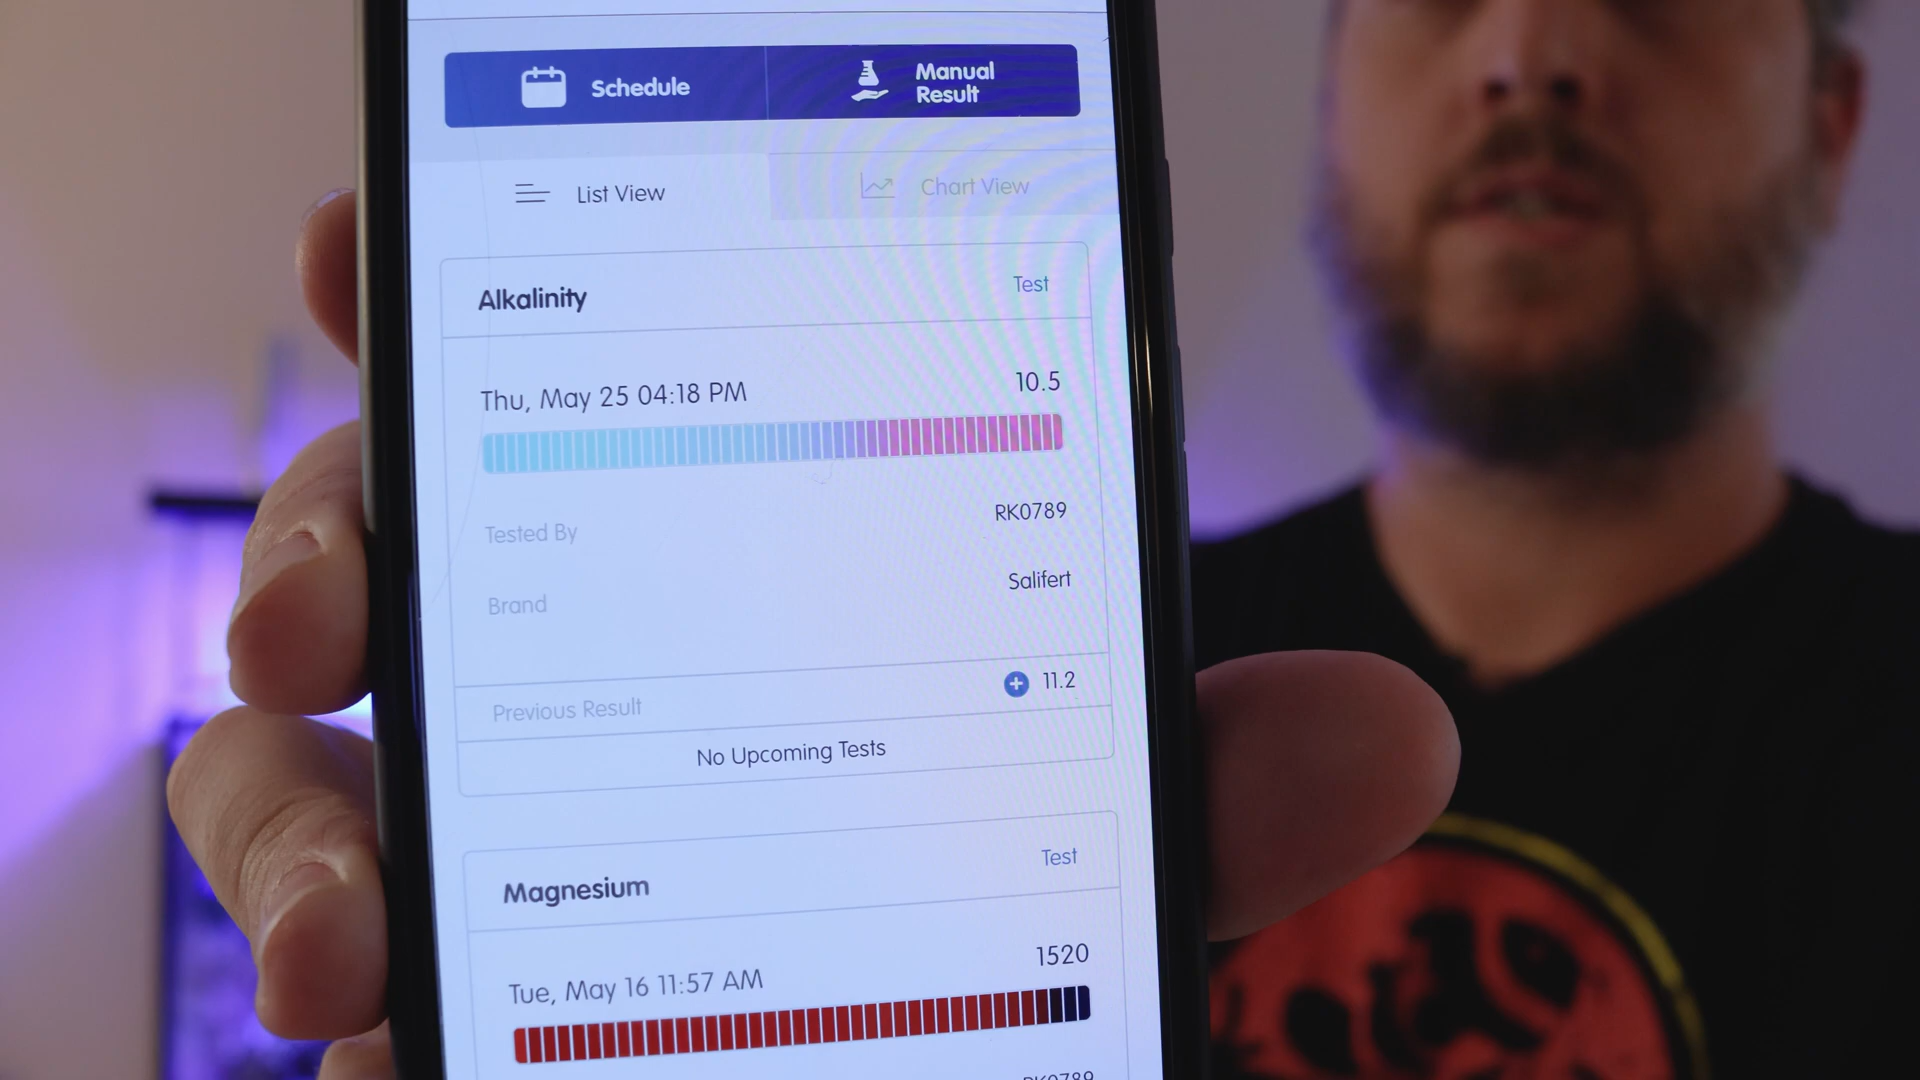 Schedule
Manual
Result
List View
Chart View
Alkalinity
Test
Thu, May 25 04:18 PM
10.5
Tested By
RK0789
Brand
Salifert
Previous Result
11.2
No Upcoming Tests
Magnesium
Test
Tue, May 16 11:57 AM
1520
RK0789